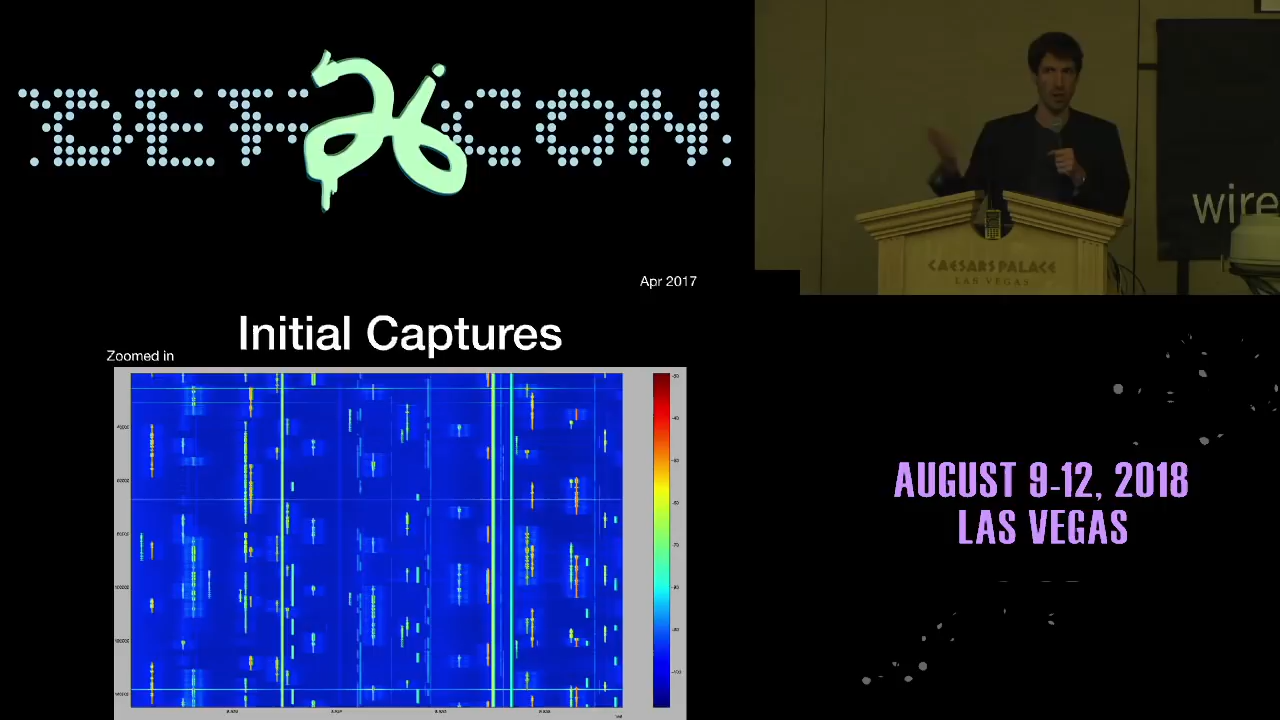 DEF 26 CON
wire
CAESARS PALACE
LAS VEGAS
Apr 2017
Initial Captures
Zoomed in
AUGUST 9-12, 2018
LAS VEGAS